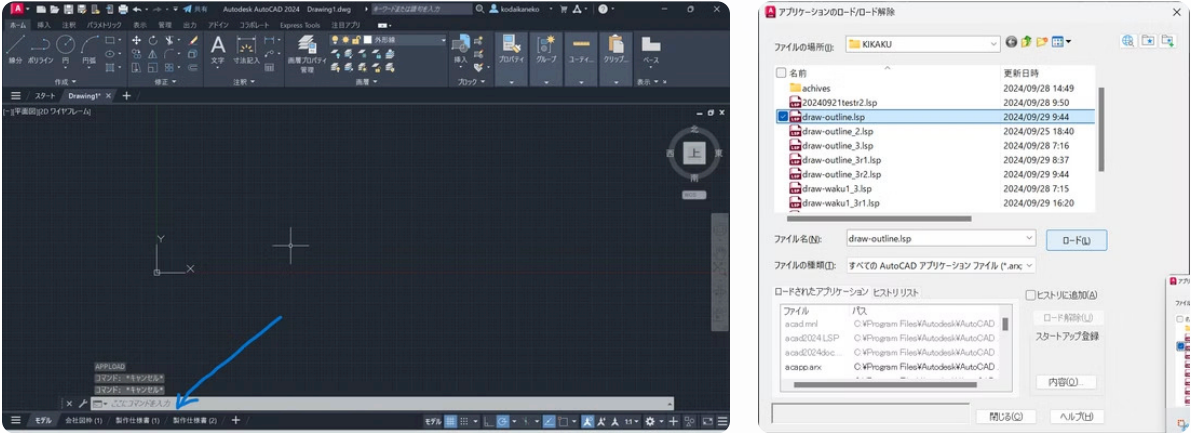 Autodesk AutoCAD 2024 Drawing1.dwg
キーワードまたは語句を入力
kodaikaneko
ホーム 挿入 注釈 パラメトリック 表示 管理 出力 アドイン コラボレート Express Tools 注目アプリ
線分 ポリライン 円 円弧
文字 寸法記入
画層プロパティ管理
外形線
挿入
プロパティ グループ ユーティ... クリップ... ベース
作成 修正 注釈 画層 ブロック 表示
スタート Drawing1*
[-][平面図][2D ワイヤフレーム]
北
西 上 東
南
WCS
Y
X
APPLOAD
コマンド: *キャンセル*
コマンド: *キャンセル*
ここにコマンドを入力
モデル 会社図枠 (1) 製作仕様書 (1) 製作仕様書 (2) +
モデル
1:1
アプリケーションのロード/ロード解除
ファイルの場所(I): KIKAKU
名前 更新日時
achives 2024/09/28 14:49
20240921testr2.lsp 2024/09/28 9:50
draw-outline.lsp 2024/09/29 9:44
draw-outline_2.lsp 2024/09/25 18:40
draw-outline_3.lsp 2024/09/28 7:16
draw-outline_3r1.lsp 2024/09/29 8:37
draw-outline_3r2.lsp 2024/09/29 9:44
draw-waku1_3.lsp 2024/09/28 7:15
draw-waku1_3r1.lsp 2024/09/29 16:20
ファイル名(N): draw-outline.lsp ロード(L)
ファイルの種類(T): すべての AutoCAD アプリケーション ファイル (*.arx;
ロードされたアプリケーション ヒストリ リスト
ヒストリに追加(A)
ファイル パス
acad.mnl C:¥Program Files¥Autodesk¥AutoCAD
acad2024.LSP C:¥Program Files¥Autodesk¥AutoCAD
acad2024doc... C:¥Program Files¥Autodesk¥AutoCAD
acapp.arx C:¥Program Files¥Autodesk¥AutoCAD
ロード解除(U)
スタートアップ登録
内容(O)...
閉じる(C) ヘルプ(H)